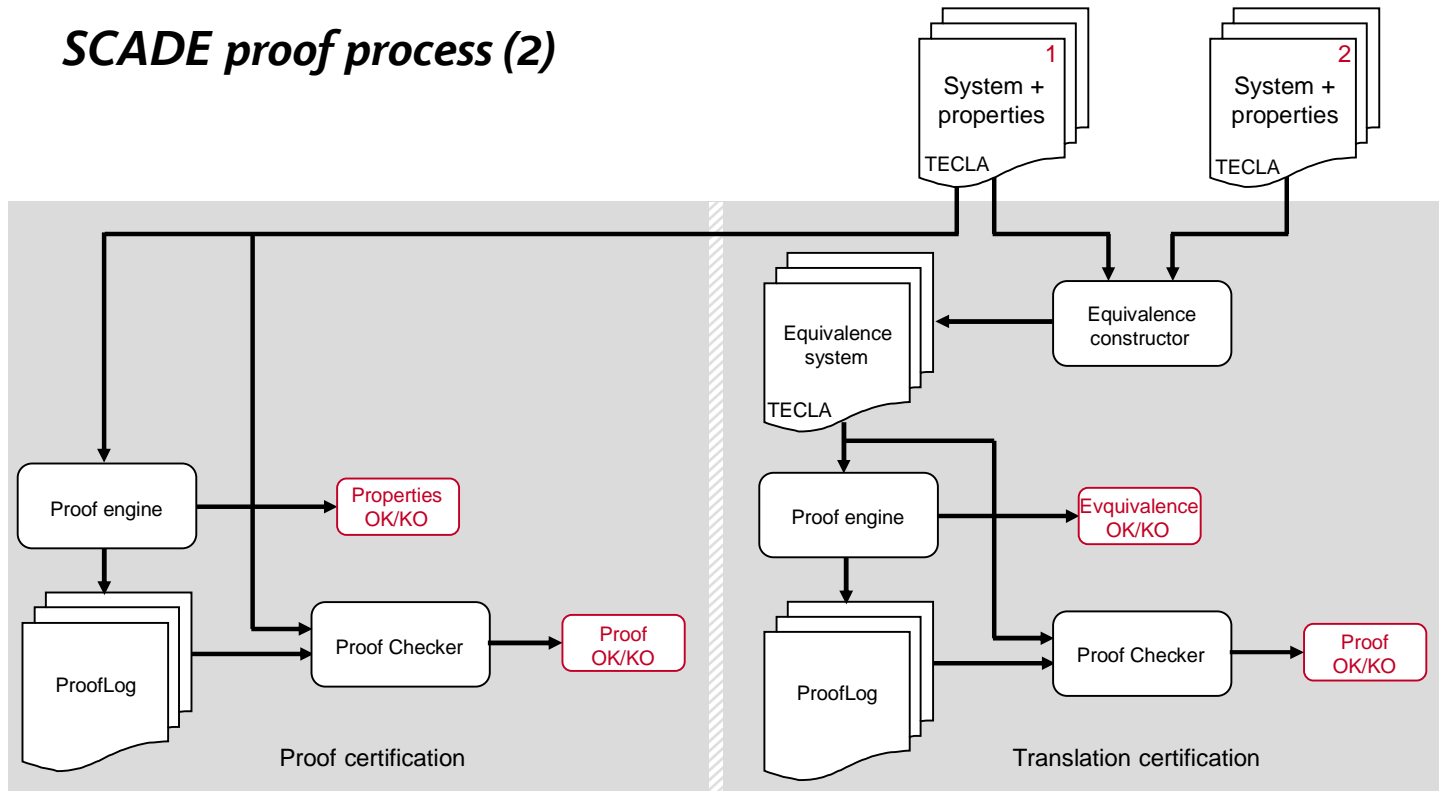 SCADE proof process (2)
1
System +
properties
TECLA
2
System +
properties
TECLA
Equivalence
constructor
Equivalence
system
TECLA
Proof engine
Properties
OK/KO
Proof engine
Evquivalence
OK/KO
ProofLog
Proof Checker
Proof
OK/KO
ProofLog
Proof Checker
Proof
OK/KO
Proof certification
Translation certification